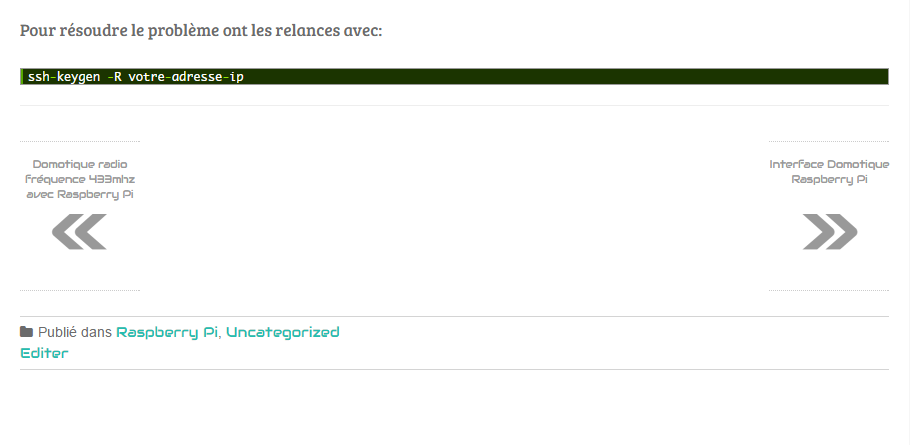 Pour résoudre le problème ont les relances avec:
ssh-keygen -R votre-adresse-ip
Domotique radio
fréquence 433mhz
avec Raspberry Pi
Interface Domotique
Raspberry Pi
Publié dans Raspberry Pi, Uncategorized
Editer